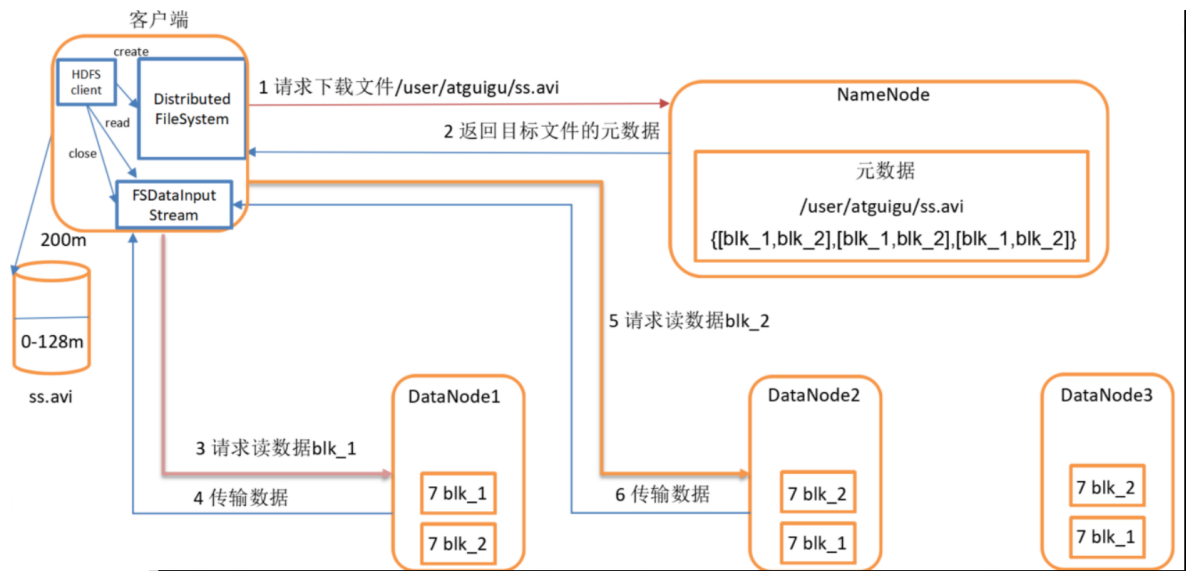 客户端
create
HDFS
client
Distributed
FileSystem
read
close
FSDataInput
Stream
1 请求下载文件/user/atguigu/ss.avi
2 返回目标文件的元数据
NameNode
元数据
/user/atguigu/ss.avi
{[blk_1,blk_2],[blk_1,blk_2],[blk_1,blk_2]}
200m
0-128m
ss.avi
5 请求读数据blk_2
3 请求读数据blk_1
4 传输数据
6 传输数据
DataNode1
7 blk_1
7 blk_2
DataNode2
7 blk_2
7 blk_1
DataNode3
7 blk_2
7 blk_1